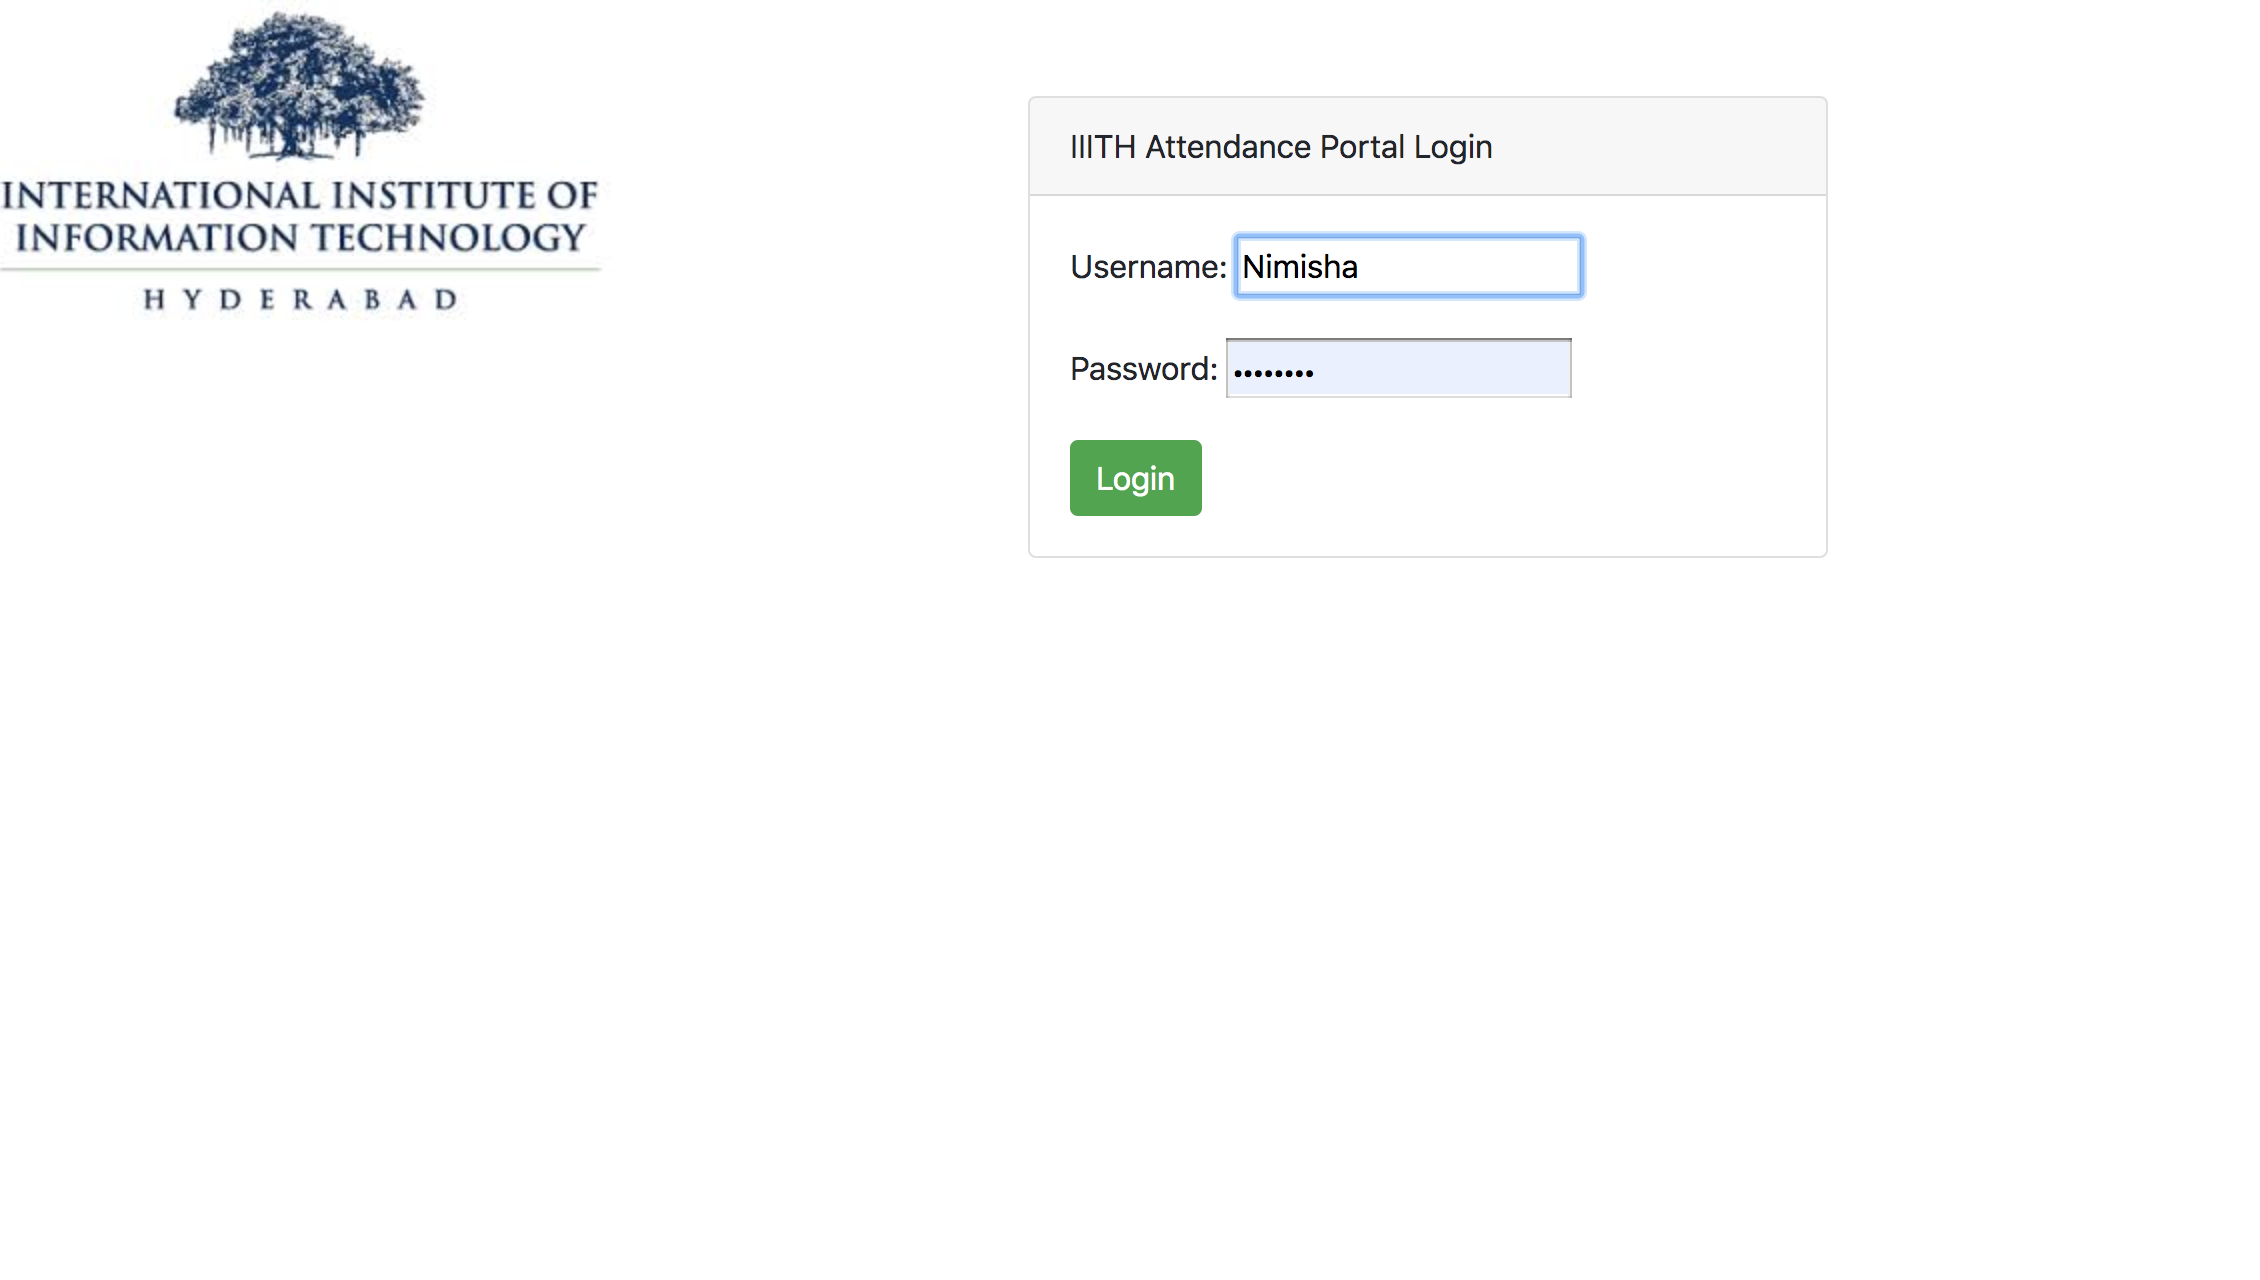 INTERNATIONAL INSTITUTE OF
INFORMATION TECHNOLOGY
HYDERABAD
IIITH Attendance Portal Login
Username: Nimisha
Password: ••••••••
Login